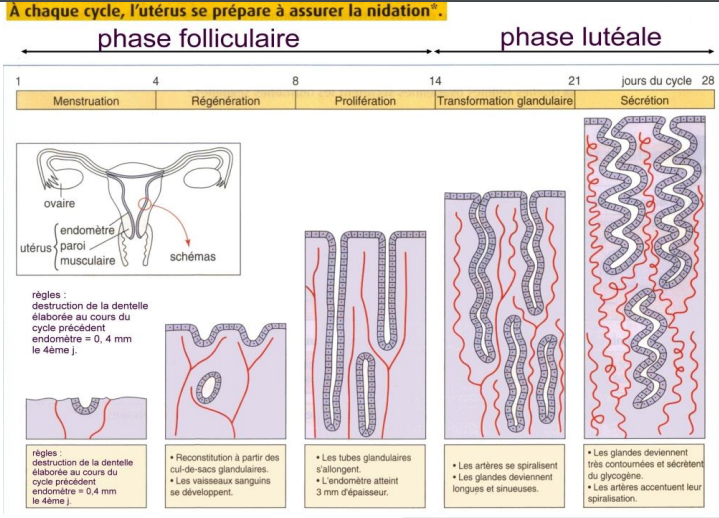 À chaque cycle, l'utérus se prépare à assurer la nidation*.
phase folliculaire
phase lutéale
1 4 8 14 21 jours du cycle 28
Menstruation
Régénération
Prolifération
Transformation glandulaire
Sécrétion
ovaire
endomètre
utérus
paroi
musculaire
schémas
règles :
destruction de la dentelle
élaborée au cours du
cycle précédent
endomètre = 0, 4 mm
le 4ème j.
règles :
destruction de la dentelle
élaborée au cours du
cycle précédent
endomètre = 0,4 mm
le 4ème j.
• Reconstitution à partir des
cul-de-sacs glandulaires.
• Les vaisseaux sanguins
se développent.
• Les tubes glandulaires
s'allongent.
• L'endomètre atteint
3 mm d'épaisseur.
• Les artères se spiralisent
• Les glandes deviennent
longues et sinueuses.
• Les glandes deviennent
très contournées et sécrètent
du glycogène.
• Les artères accentuent leur
spiralisation.